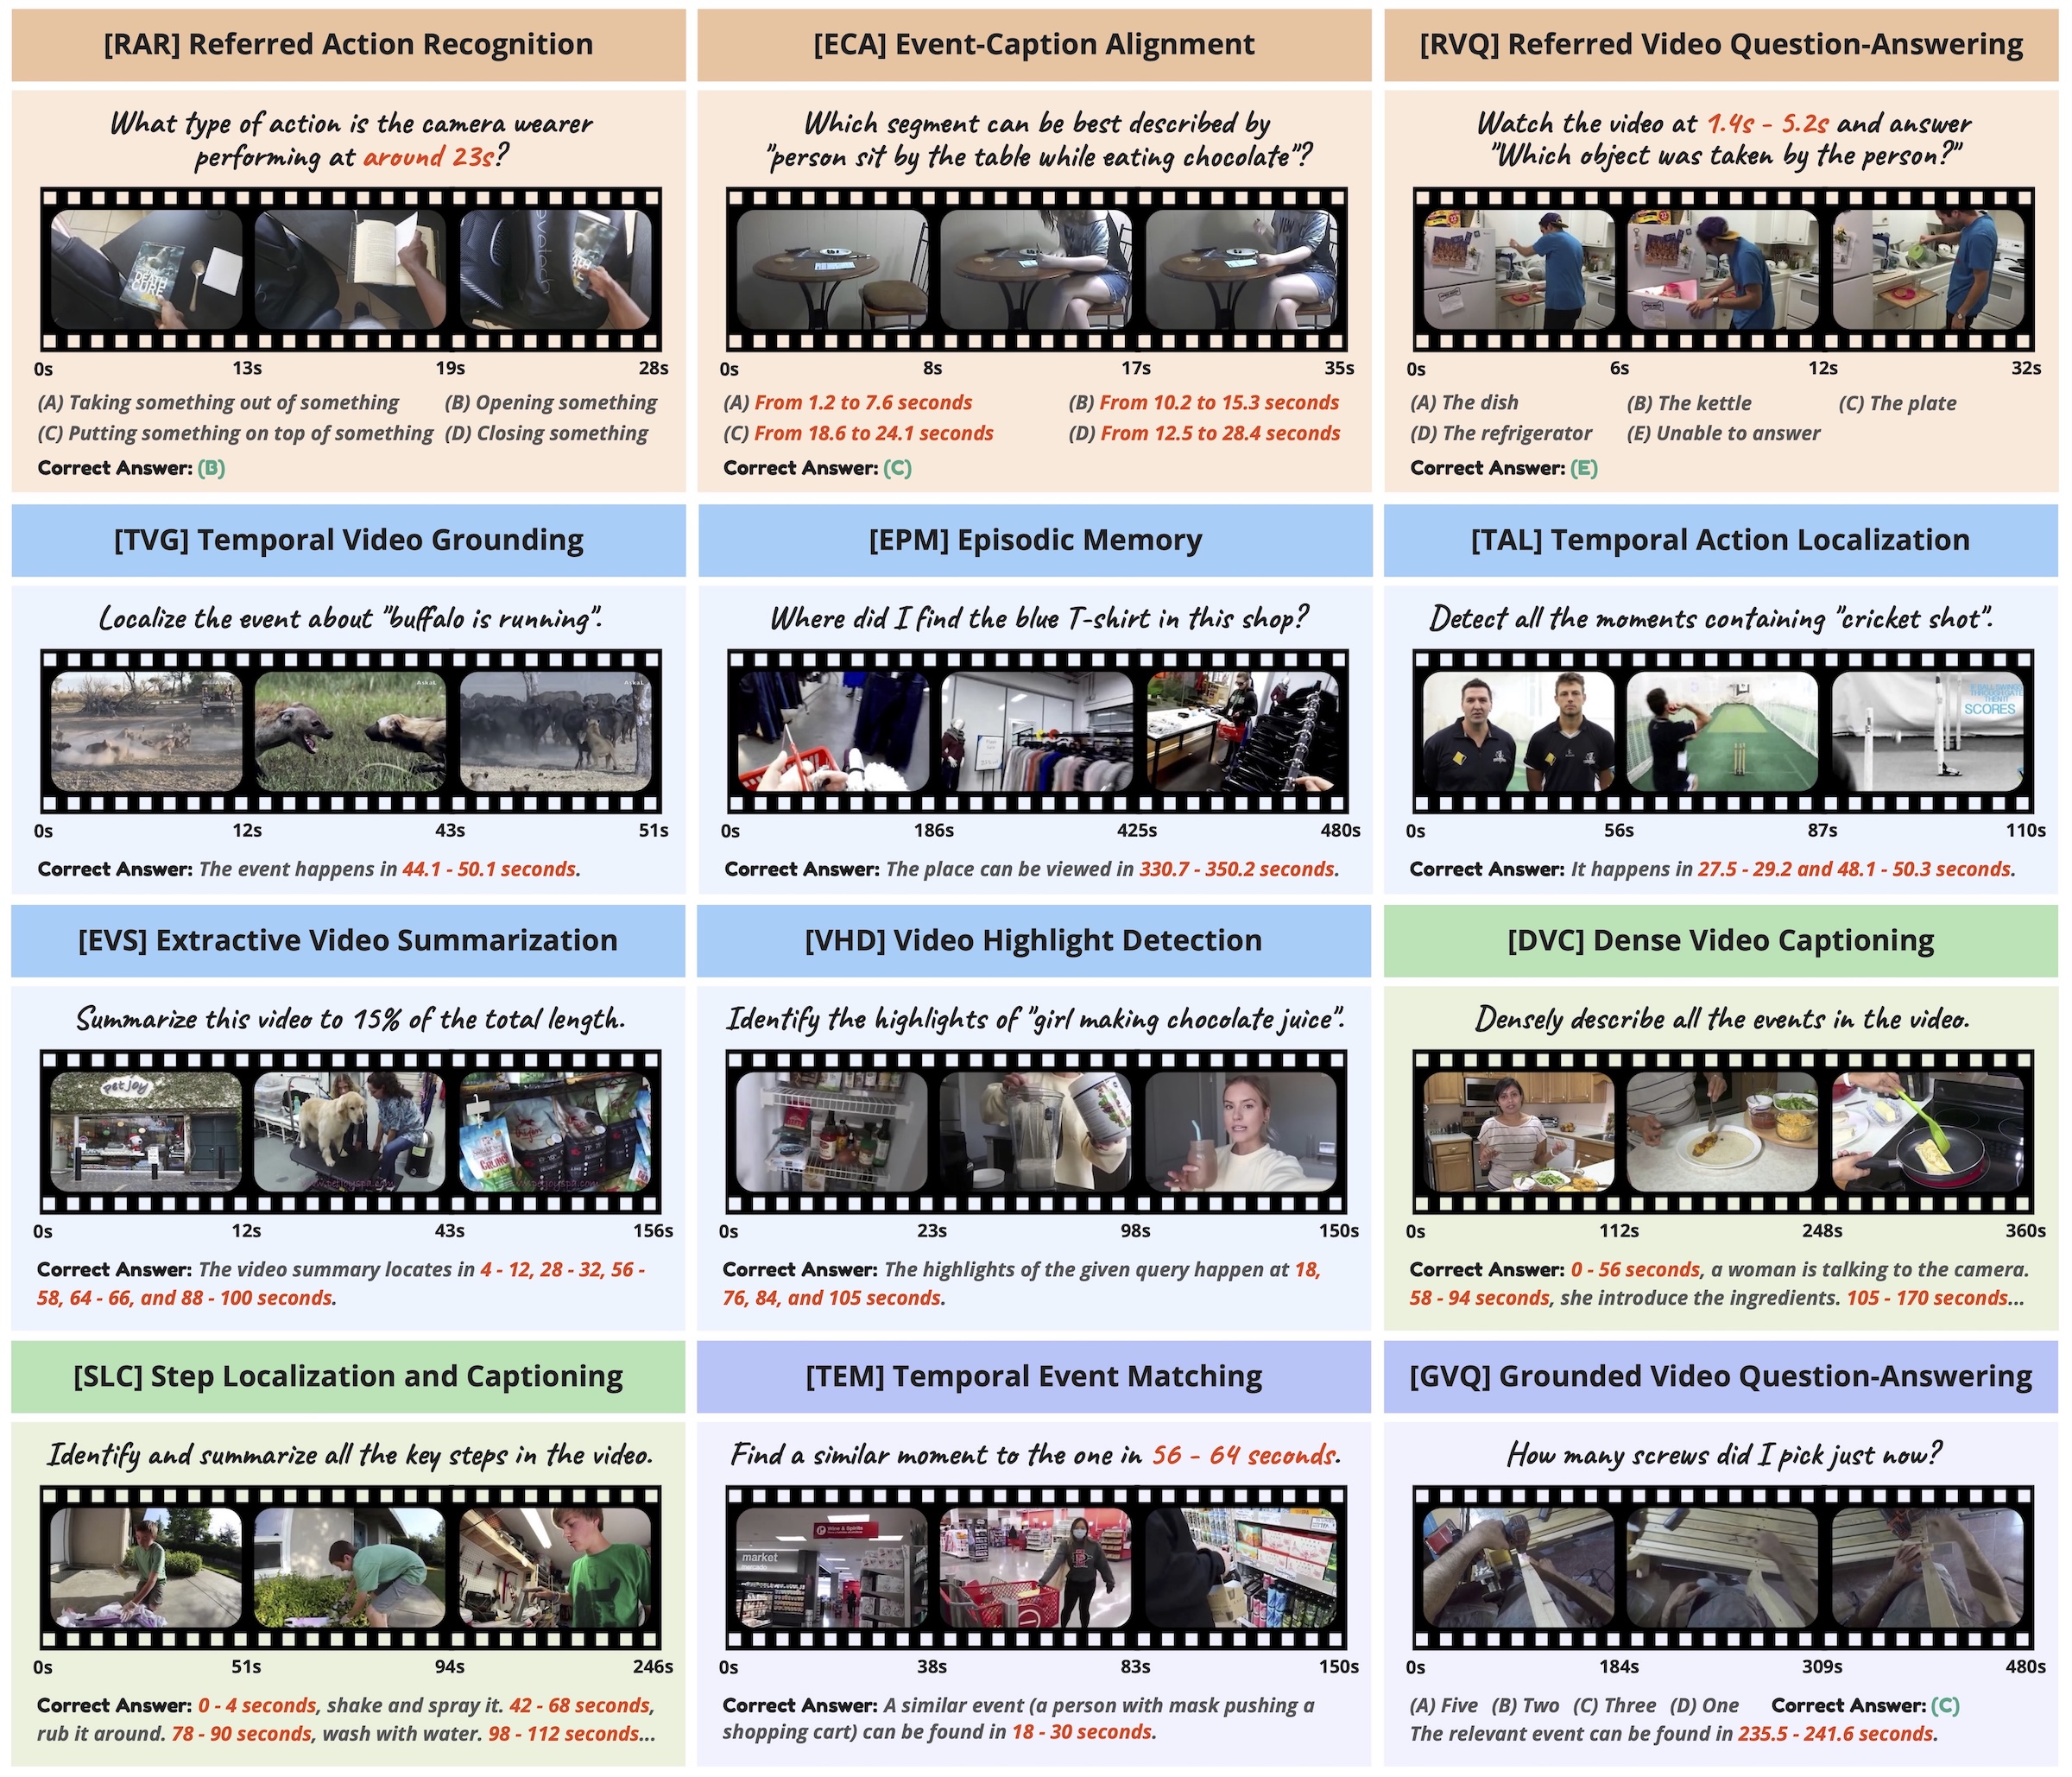 [RAR] Referred Action Recognition
What type of action is the camera wearer
performing at around 23s?
DEATH
CURE
0s 13s 19s 28s
(A) Taking something out of something (B) Opening something
(C) Putting something on top of something (D) Closing something
Correct Answer: (B)
[ECA] Event-Caption Alignment
Which segment can be best described by
"person sit by the table while eating chocolate"?
0s 8s 17s 35s
(A) From 1.2 to 7.6 seconds (B) From 10.2 to 15.3 seconds
(C) From 18.6 to 24.1 seconds (D) From 12.5 to 28.4 seconds
Correct Answer: (C)
[RVQ] Referred Video Question-Answering
Watch the video at 1.4s - 5.2s and answer
"Which object was taken by the person?"
0s 6s 12s 32s
(A) The dish (B) The kettle (C) The plate
(D) The refrigerator (E) Unable to answer
Correct Answer: (E)
[TVG] Temporal Video Grounding
Localize the event about "buffalo is running".
0s 12s 43s 51s
Correct Answer: The event happens in 44.1 - 50.1 seconds.
[EPM] Episodic Memory
Where did I find the blue T-shirt in this shop?
0s 186s 425s 480s
Correct Answer: The place can be viewed in 330.7 - 350.2 seconds.
[TAL] Temporal Action Localization
Detect all the moments containing "cricket shot".
SCORES
0s 56s 87s 110s
Correct Answer: It happens in 27.5 - 29.2 and 48.1 - 50.3 seconds.
[EVS] Extractive Video Summarization
Summarize this video to 15% of the total length.
petjoy
0s 12s 43s 156s
Correct Answer: The video summary locates in 4 - 12, 28 - 32, 56 -
58, 64 - 66, and 88 - 100 seconds.
[VHD] Video Highlight Detection
Identify the highlights of "girl making chocolate juice".
0s 23s 98s 150s
Correct Answer: The highlights of the given query happen at 18,
76, 84, and 105 seconds.
[DVC] Dense Video Captioning
Densely describe all the events in the video.
0s 112s 248s 360s
Correct Answer: 0 - 56 seconds, a woman is talking to the camera.
58 - 94 seconds, she introduce the ingredients. 105 - 170 seconds...
[SLC] Step Localization and Captioning
Identify and summarize all the key steps in the video.
0s 51s 94s 246s
Correct Answer: 0 - 4 seconds, shake and spray it. 42 - 68 seconds,
rub it around. 78 - 90 seconds, wash with water. 98 - 112 seconds...
[TEM] Temporal Event Matching
Find a similar moment to the one in 56 - 64 seconds.
Wine & Spirits
market
0s 38s 83s 150s
Correct Answer: A similar event (a person with mask pushing a
shopping cart) can be found in 18 - 30 seconds.
[GVQ] Grounded Video Question-Answering
How many screws did I pick just now?
0s 184s 309s 480s
(A) Five (B) Two (C) Three (D) One Correct Answer: (C)
The relevant event can be found in 235.5 - 241.6 seconds.